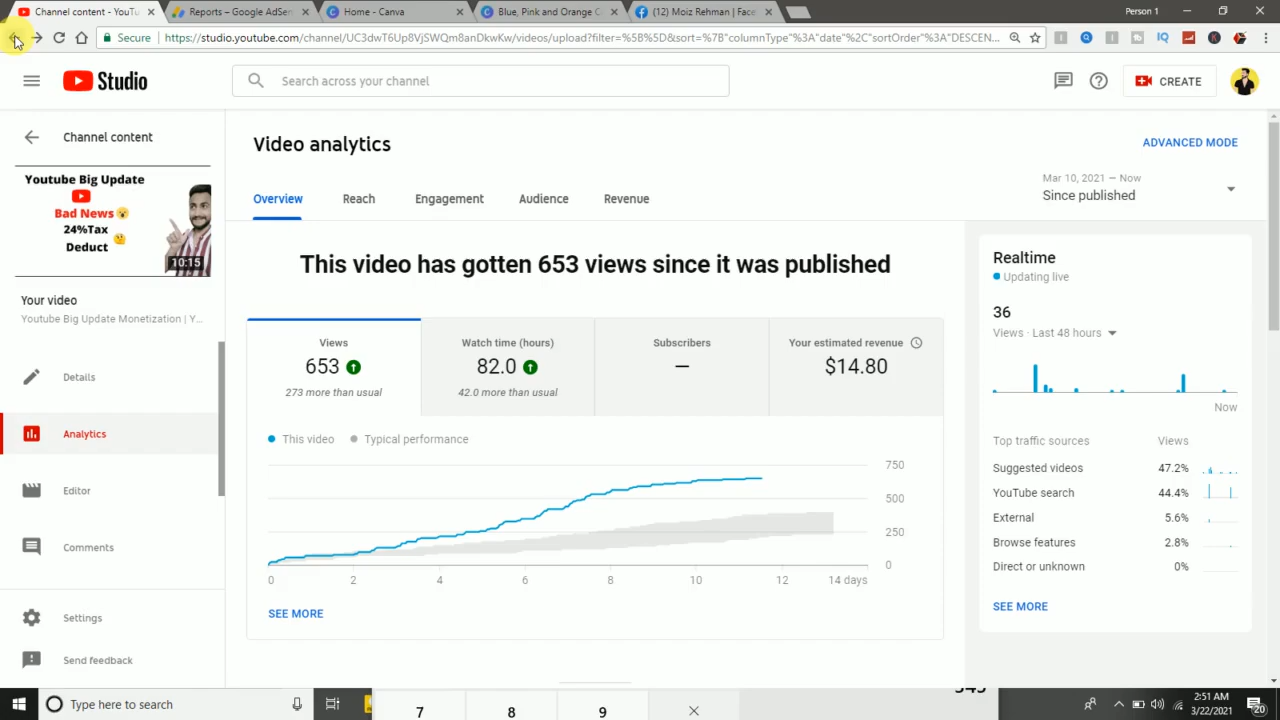 Channel content - YouTu
Reports – Google AdSen
Home - Canva
Blue, Pink and Orange C
(12) Moiz Rehman | Face
Person 1
Secure
https://studio.youtube.com/channel/UC3dwT6Up8VjSWQm8anDkwKw/videos/upload?filter=%5B%5D&sort=%7B"columnType"%3A"date"%2C"sortOrder"%3A"DESCEN...
Studio
Search across your channel
CREATE
Channel content
Youtube Big Update
Bad News
24%Tax
Deduct
10:15
Your video
Youtube Big Update Monetization | Y...
Details
Analytics
Editor
Comments
Settings
Send feedback
Video analytics
ADVANCED MODE
Overview
Reach
Engagement
Audience
Revenue
Mar 10, 2021 – Now
Since published
This video has gotten 653 views since it was published
Views
653
273 more than usual
Watch time (hours)
82.0
42.0 more than usual
Subscribers
—
Your estimated revenue
$14.80
This video
Typical performance
750
500
250
0
0 2 4 6 8 10 12 14 days
SEE MORE
Realtime
Updating live
36
Views · Last 48 hours
Now
Top traffic sources Views
Suggested videos 47.2%
YouTube search 44.4%
External 5.6%
Browse features 2.8%
Direct or unknown 0%
SEE MORE
Type here to search
7 8 9
2:51 AM
3/22/2021
20